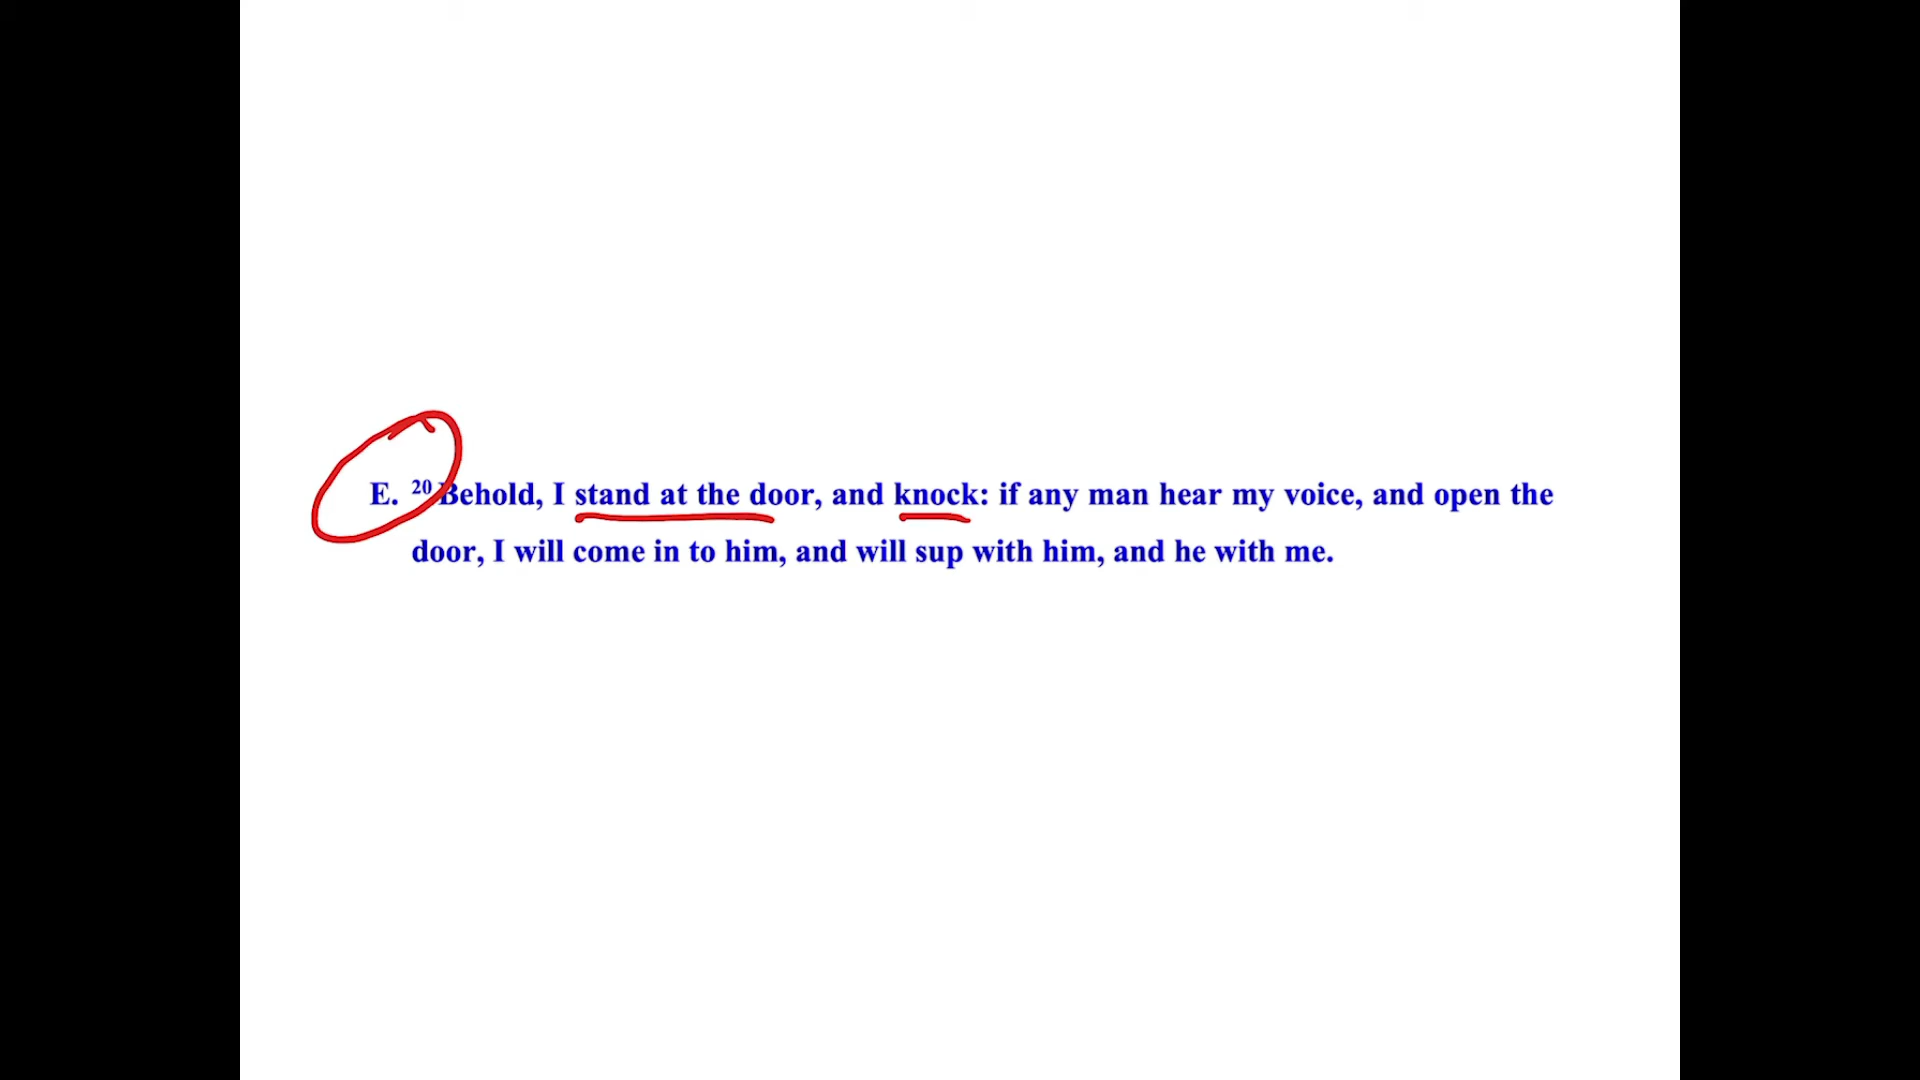 E. 20 Behold, I stand at the door, and knock: if any man hear my voice, and open the
door, I will come in to him, and will sup with him, and he with me.